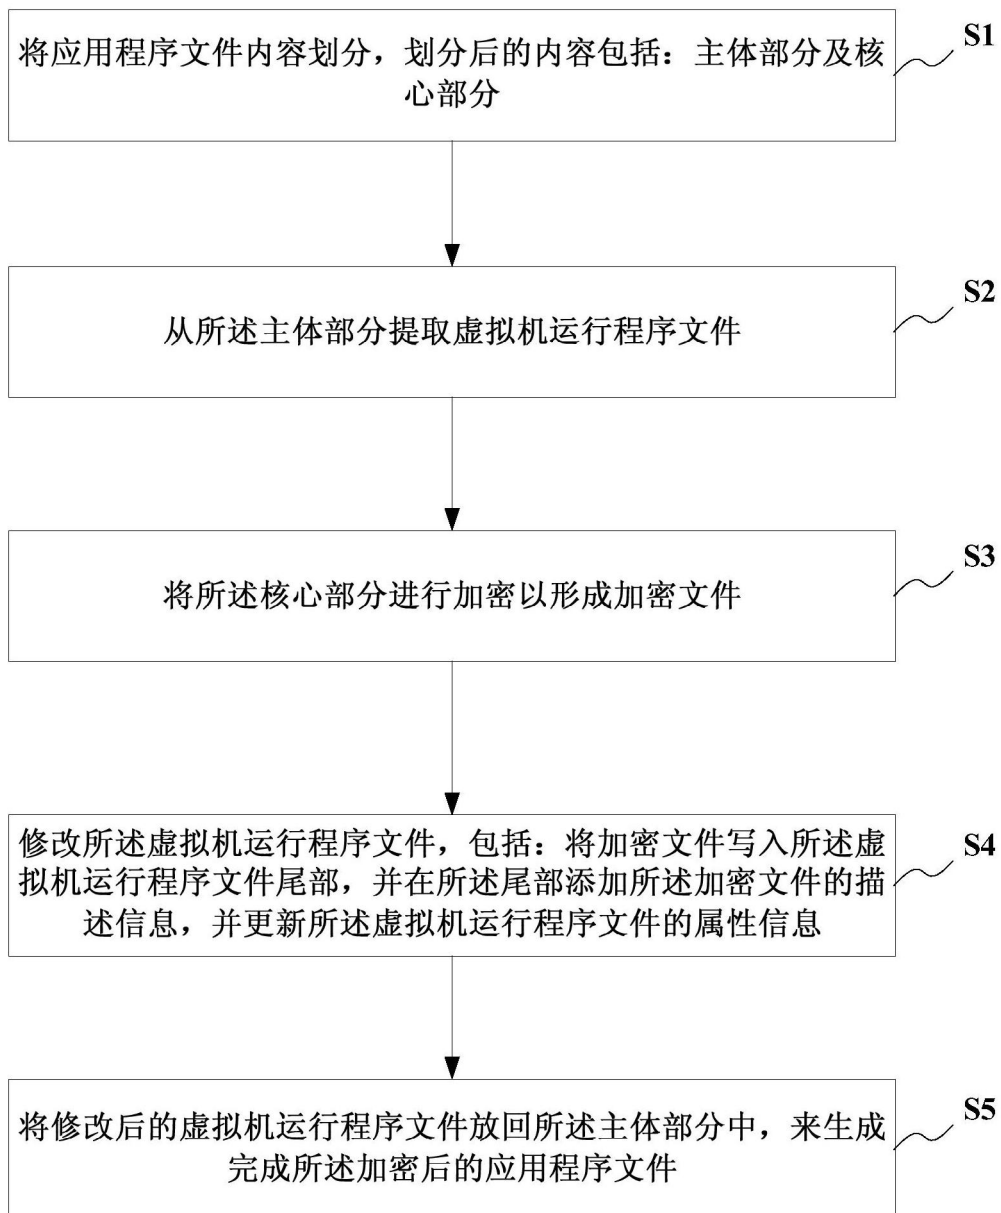 将应用程序文件内容划分，划分后的内容包括：主体部分及核
心部分
S1
从所述主体部分提取虚拟机运行程序文件
S2
将所述核心部分进行加密以形成加密文件
S3
修改所述虚拟机运行程序文件，包括：将加密文件写入所述虚
拟机运行程序文件尾部，并在所述尾部添加所述加密文件的描
述信息，并更新所述虚拟机运行程序文件的属性信息
S4
将修改后的虚拟机运行程序文件放回所述主体部分中，来生成
完成所述加密后的应用程序文件
S5